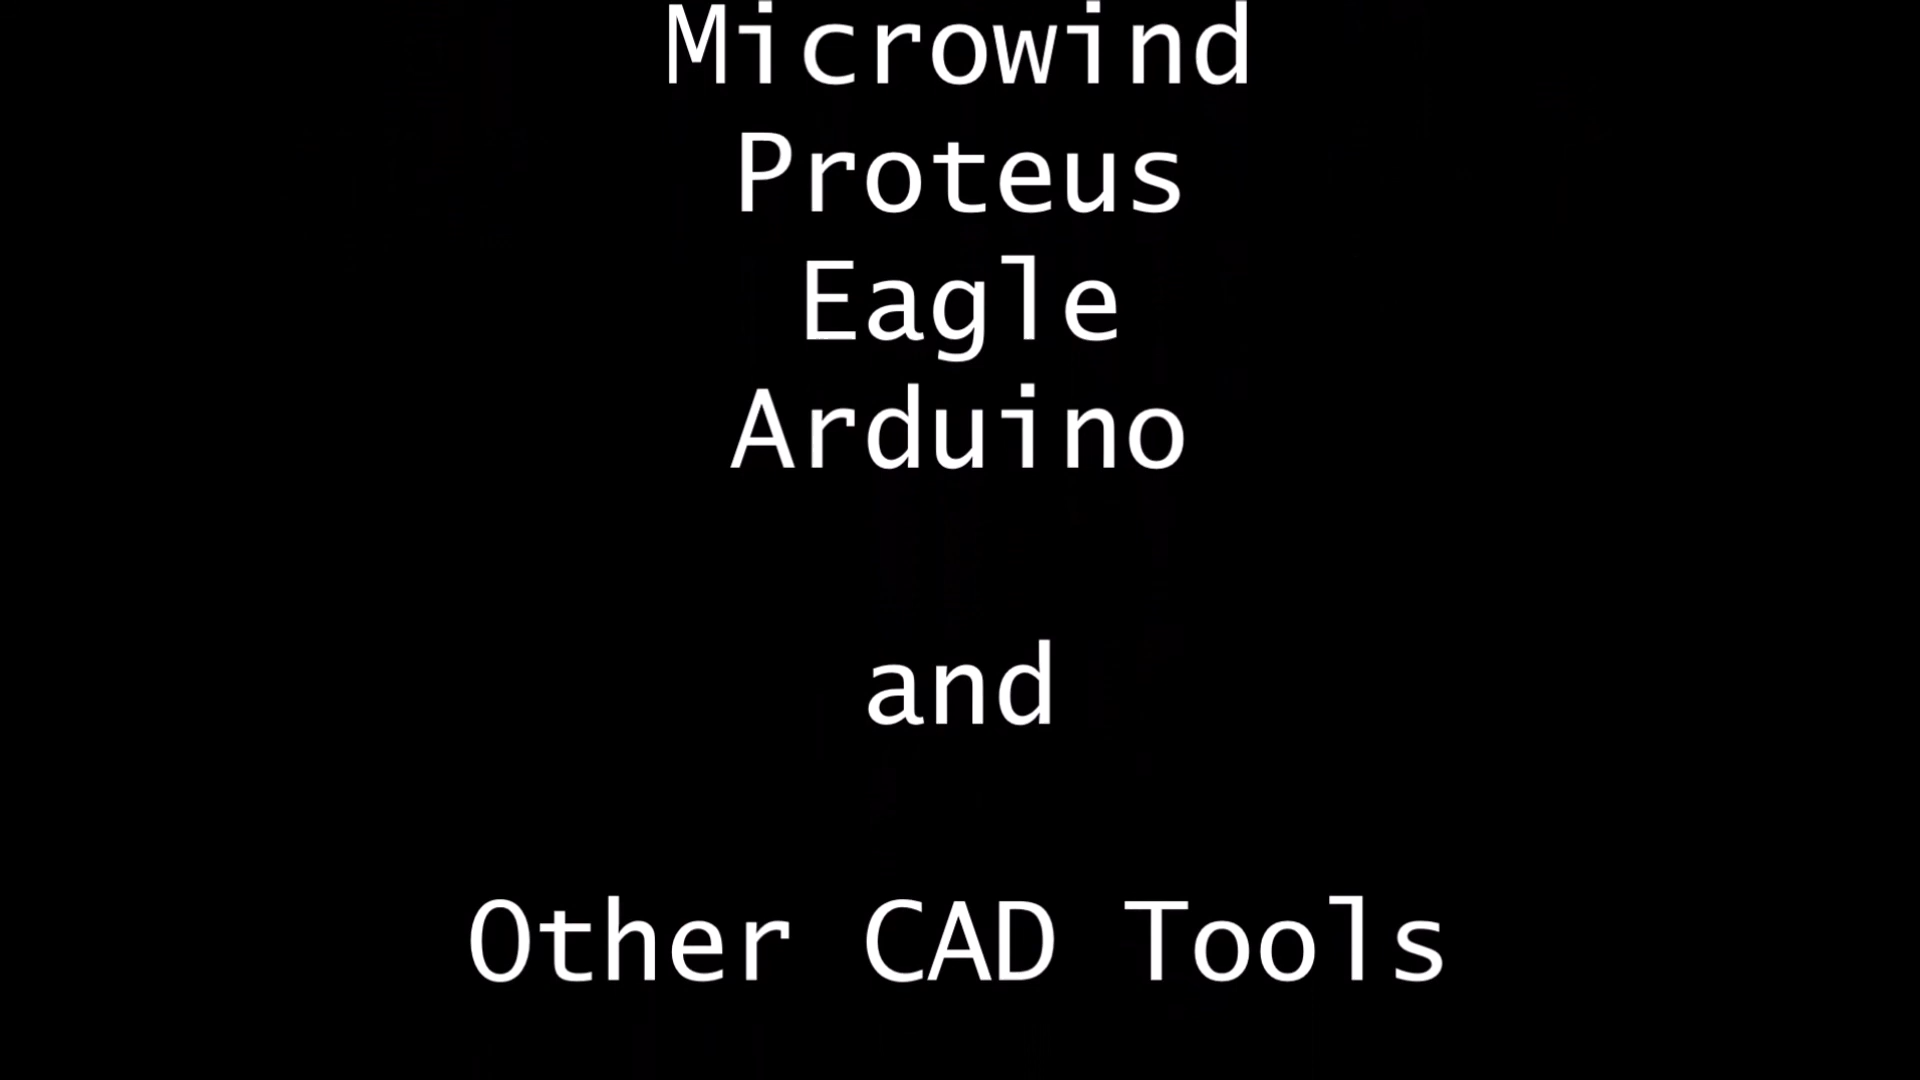 Microwind
Proteus
Eagle
Arduino
and
Other CAD Tools